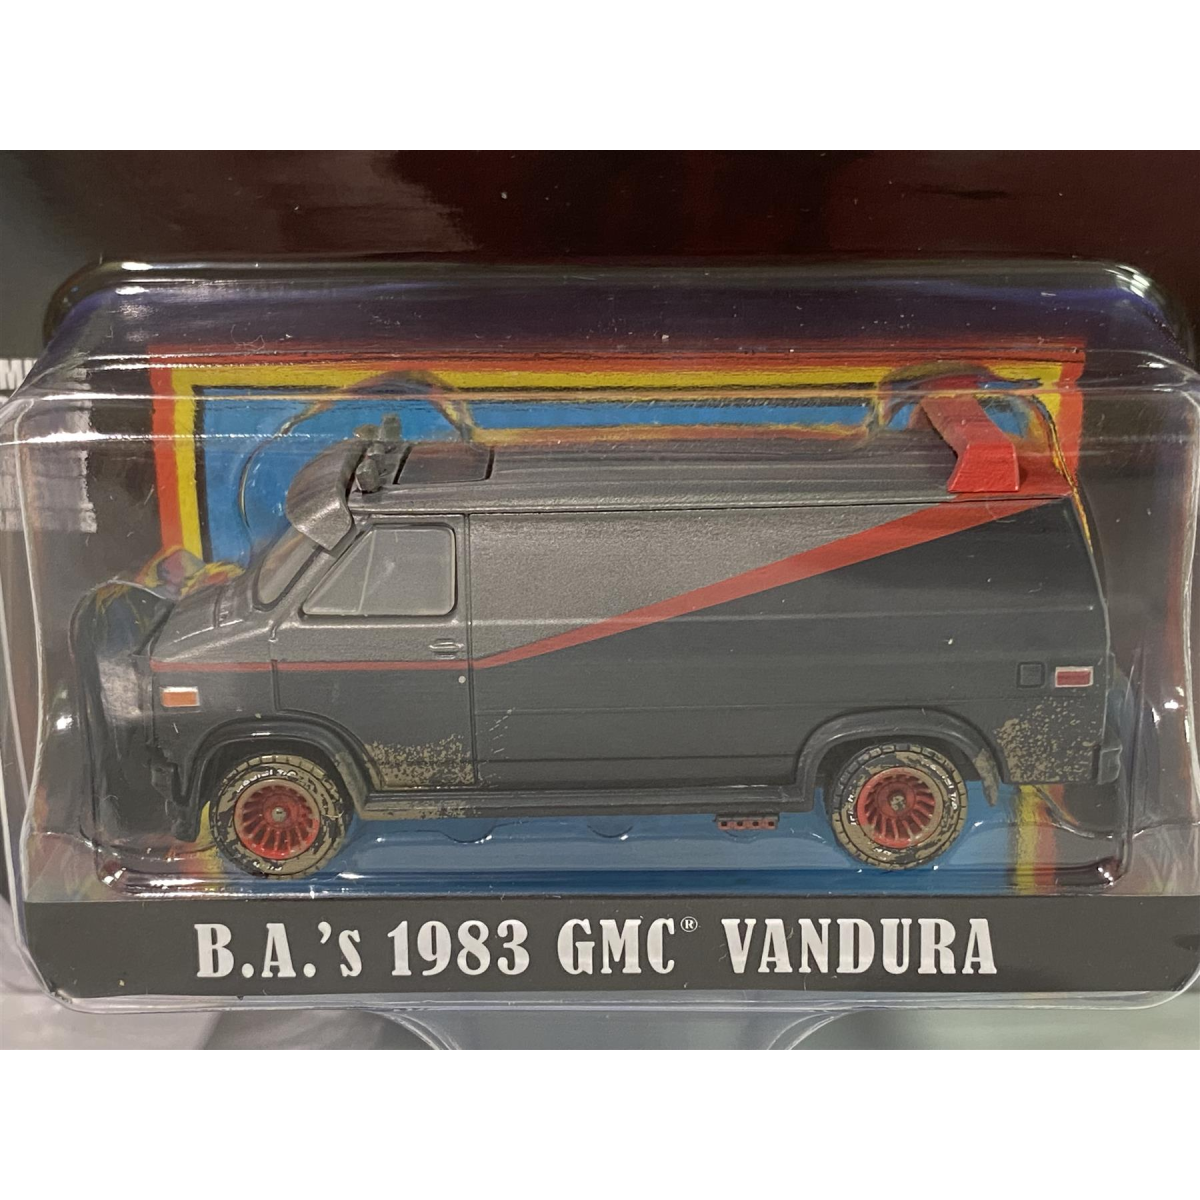 B.A.'s 1983 GMC® VANDURA